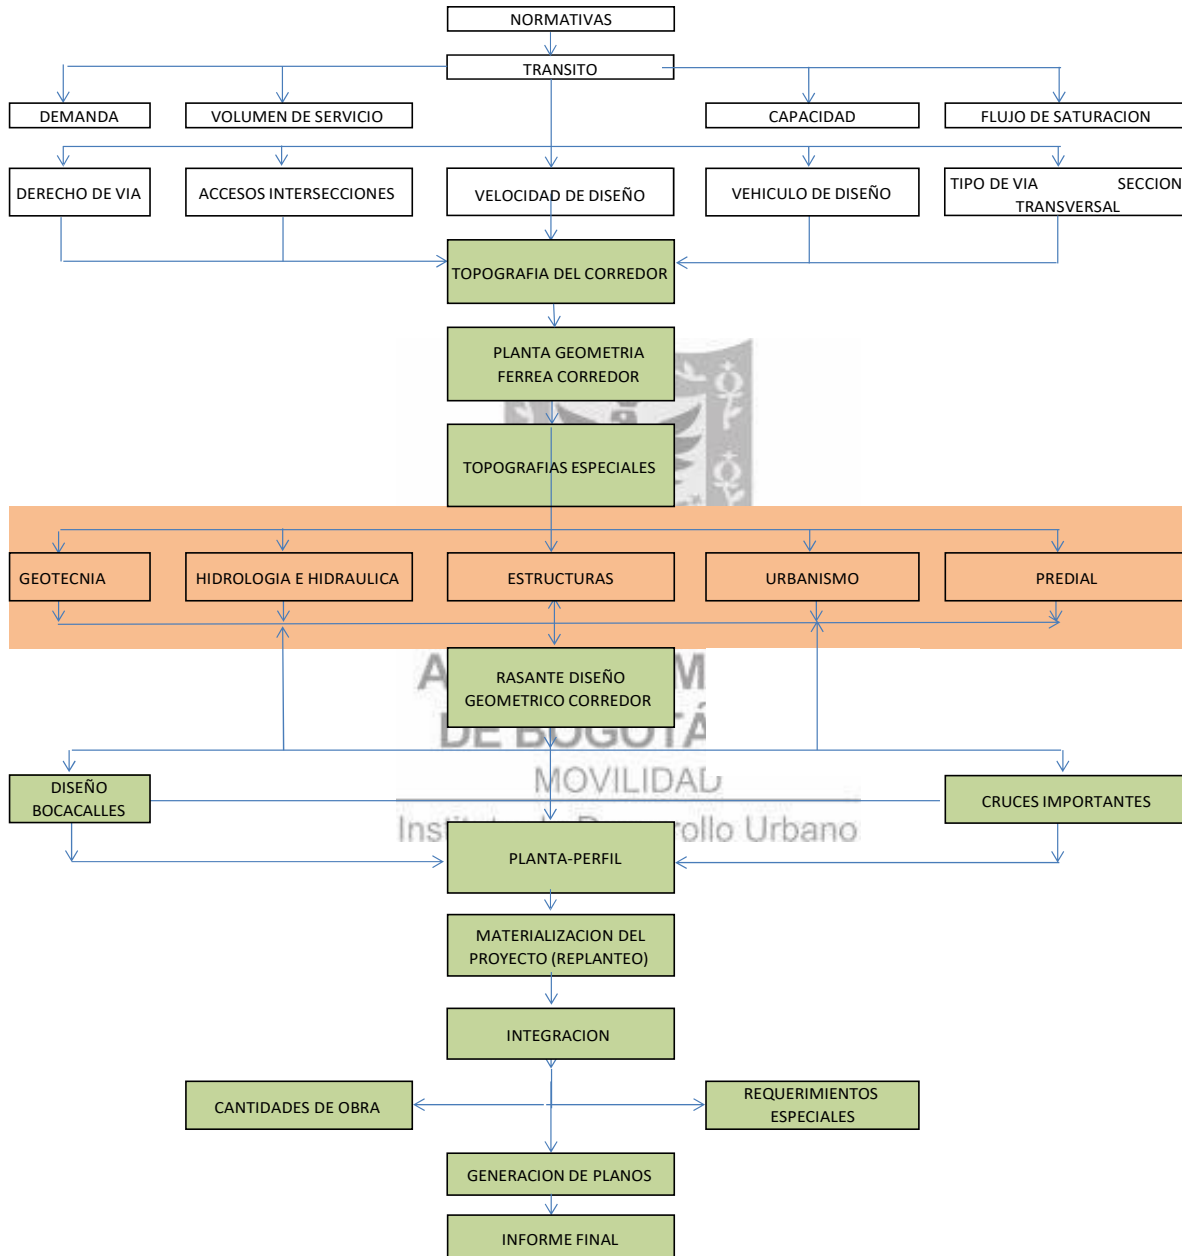 NORMATIVAS
TRANSITO
DEMANDA
VOLUMEN DE SERVICIO
CAPACIDAD
FLUJO DE SATURACION
DERECHO DE VIA
ACCESOS INTERSECCIONES
VELOCIDAD DE DISEÑO
VEHICULO DE DISEÑO
TIPO DE VIA SECCION
TRANSVERSAL
TOPOGRAFIA DEL CORREDOR
PLANTA GEOMETRIA
FERREA CORREDOR
TOPOGRAFIAS ESPECIALES
GEOTECNIA
HIDROLOGIA E HIDRAULICA
ESTRUCTURAS
URBANISMO
PREDIAL
RASANTE DISEÑO
GEOMETRICO CORREDOR
DE BOGOTÁ
MOVILIDAD
DISEÑO
BOCACALLES
CRUCES IMPORTANTES
Urbano
PLANTA-PERFIL
MATERIALIZACION DEL
PROYECTO (REPLANTEO)
INTEGRACION
CANTIDADES DE OBRA
REQUERIMIENTOS
ESPECIALES
GENERACION DE PLANOS
INFORME FINAL